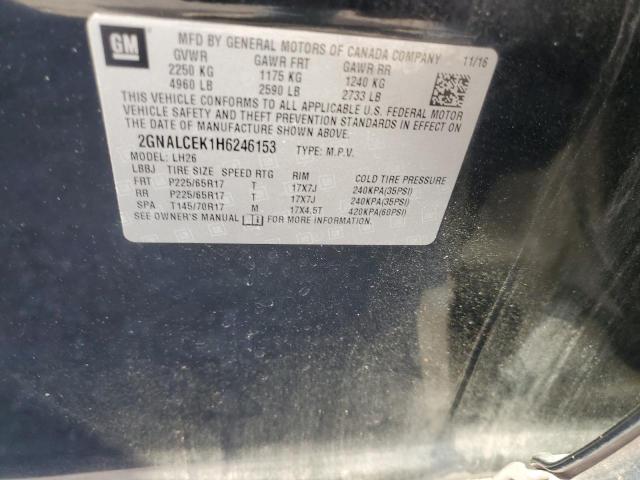 GM
MFD BY GENERAL MOTORS OF CANADA COMPANY
11/16
GVWR GAWR FRT GAWR RR
2250 KG 1175 KG 1240 KG
4960 LB 2590 LB 2733 LB
THIS VEHICLE CONFORMS TO ALL APPLICABLE U.S. FEDERAL MOTOR
VEHICLE SAFETY AND THEFT PREVENTION STANDARDS IN EFFECT ON
THE DATE OF MANUFACTURE SHOWN ABOVE.
2GNALCEK1H6246153 TYPE: M.P.V.
MODEL: LH26
LBBJ TIRE SIZE SPEED RTG RIM COLD TIRE PRESSURE
FRT P225/65R17 T 17X7J 240KPA(35PSI)
RR P225/65R17 T 17X7J 240KPA(35PSI)
SPA T145/70R17 M 17X4.5T 420KPA(60PSI)
SEE OWNER'S MANUAL FOR MORE INFORMATION.